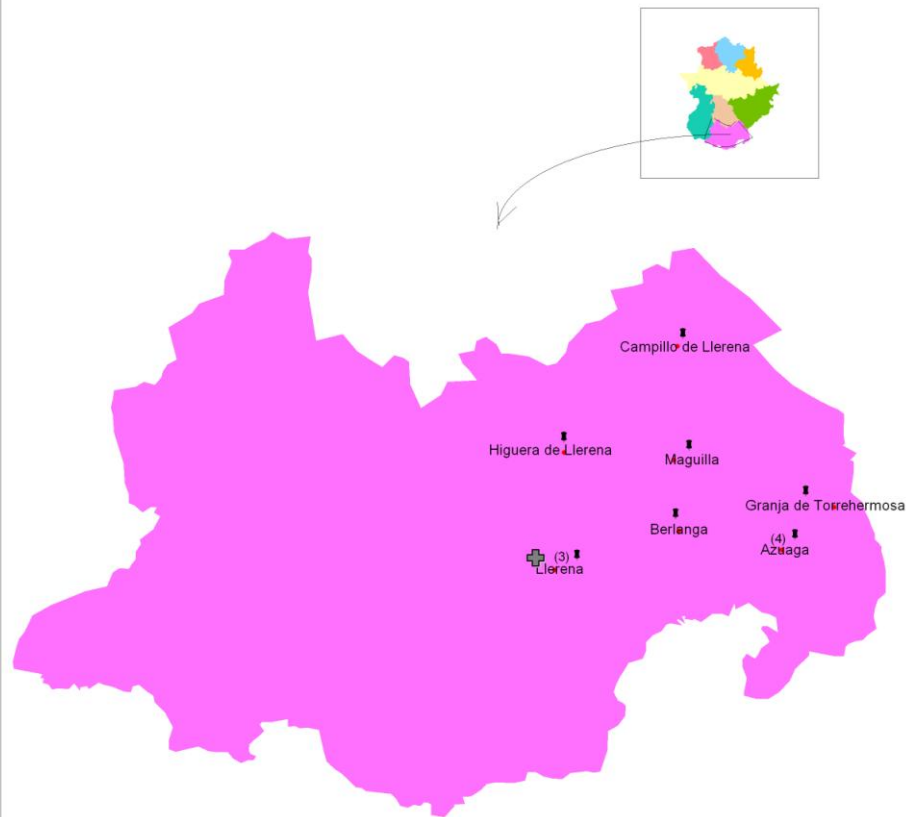 Campillo de Llerena
Higuera de Llerena
Maguilla
Granja de Torrehermosa
Berlanga
(4)
Azuaga
(3)
Llerena